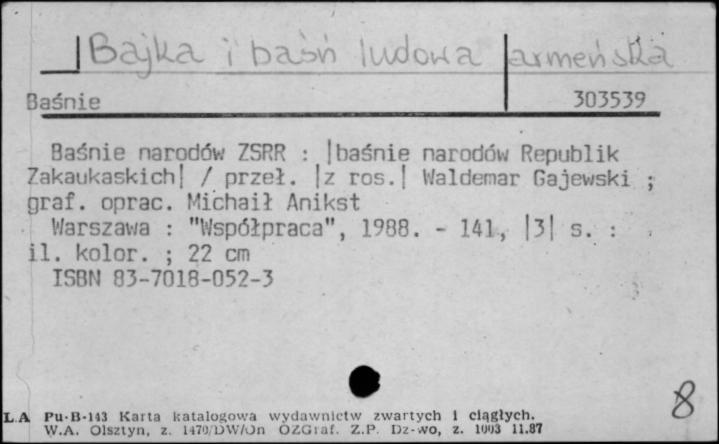 Bajka i baśń ludowa armeńska
Baśnie 303539
Baśnie narodów ZSRR : |baśnie narodów Republik
Zakaukaskich| / przeł. |z ros.| Waldemar Gajewski ;
graf. oprac. Michaił Anikst
Warszawa : "Współpraca", 1988. - 141, |3| s. :
il. kolor. ; 22 cm
ISBN 83-7018-052-3
8
L.A Pu-B-143 Karta katalogowa wydawnictw zwartych i ciągłych.
W.A. Olsztyn, z. 1470/DW/Jn OZGraf. Z.P. Dz-wo, z. 1003 11.87